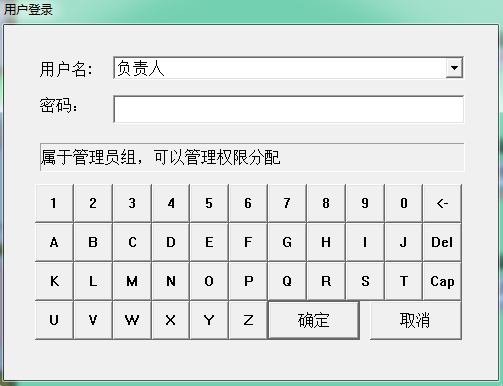 用户登录
用户名: 负责人
密码:
属于管理员组，可以管理权限分配
1 2 3 4 5 6 7 8 9 0 <-
A B C D E F G H I J Del
K L M N O P Q R S T Cap
U V W X Y Z 确定 取消